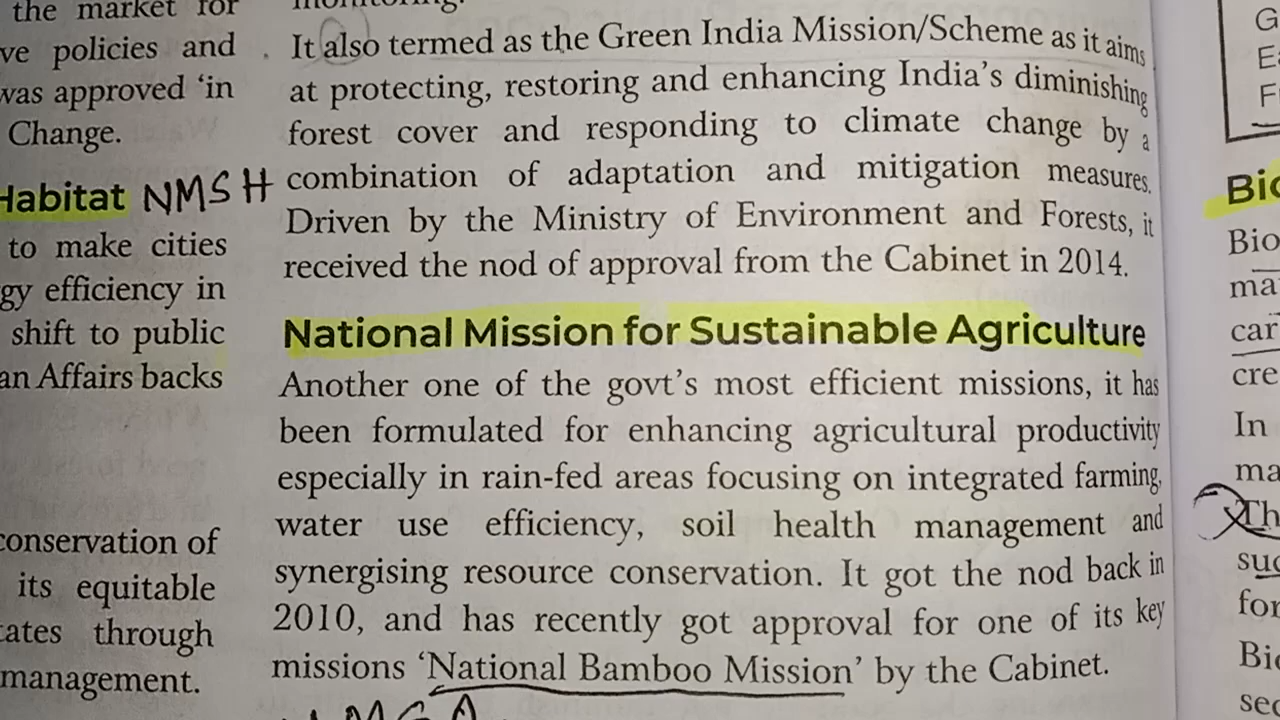 the market for
ve policies and
was approved 'in
Change.
Habitat NMSH
to make cities
gy efficiency in
shift to public
an Affairs backs
conservation of
its equitable
tates through
management.
It also termed as the Green India Mission/Scheme as it aims
at protecting, restoring and enhancing India's diminishing
forest cover and responding to climate change by a
combination of adaptation and mitigation measures.
Driven by the Ministry of Environment and Forests, it
received the nod of approval from the Cabinet in 2014.
National Mission for Sustainable Agriculture
Another one of the govt's most efficient missions, it has
been formulated for enhancing agricultural productivity
especially in rain-fed areas focusing on integrated farming,
water use efficiency, soil health management and
synergising resource conservation. It got the nod back in
2010, and has recently got approval for one of its key
missions 'National Bamboo Mission' by the Cabinet.
Bio
ma
car
cre
In
ma
Th
suc
for